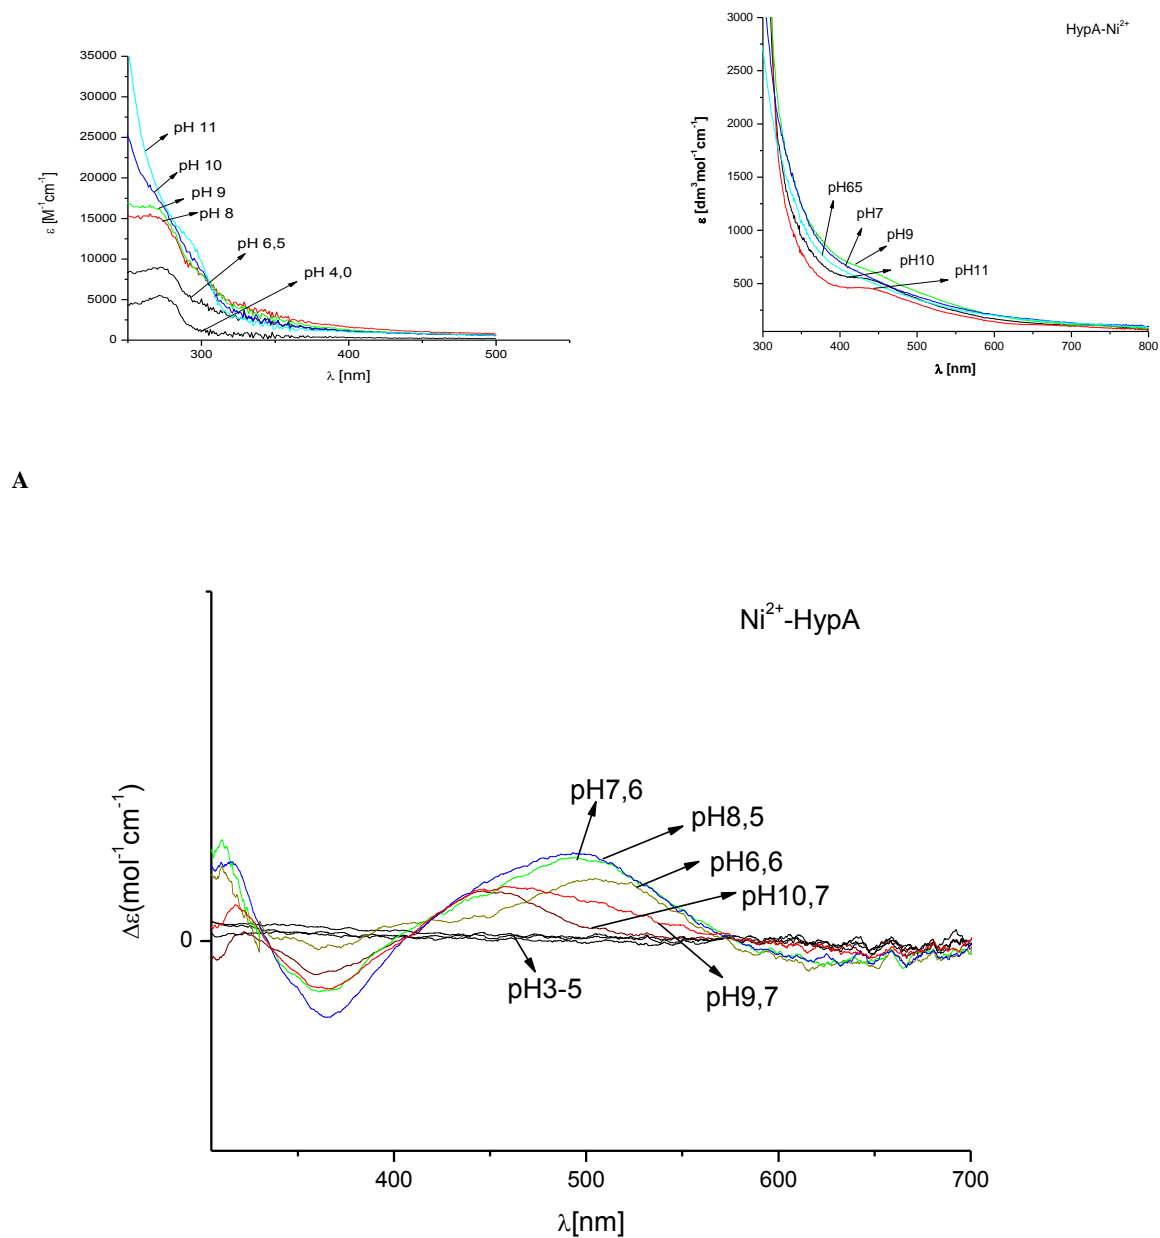 35000
30000
25000
20000
15000
10000
5000
0
ε [M⁻¹cm⁻¹]
pH 11
pH 10
pH 9
pH 8
pH 6,5
pH 4,0
300
400
500
λ [nm]
3000
2500
2000
1500
1000
500
ε [dm³mol⁻¹cm⁻¹]
HypA-Ni²⁺
pH65
pH7
pH9
pH10
pH11
300
400
500
600
700
800
λ [nm]
A
Ni²⁺-HypA
Δε(mol⁻¹cm⁻¹)
0
pH7,6
pH8,5
pH6,6
pH10,7
pH3-5
pH9,7
400
500
600
700
λ[nm]